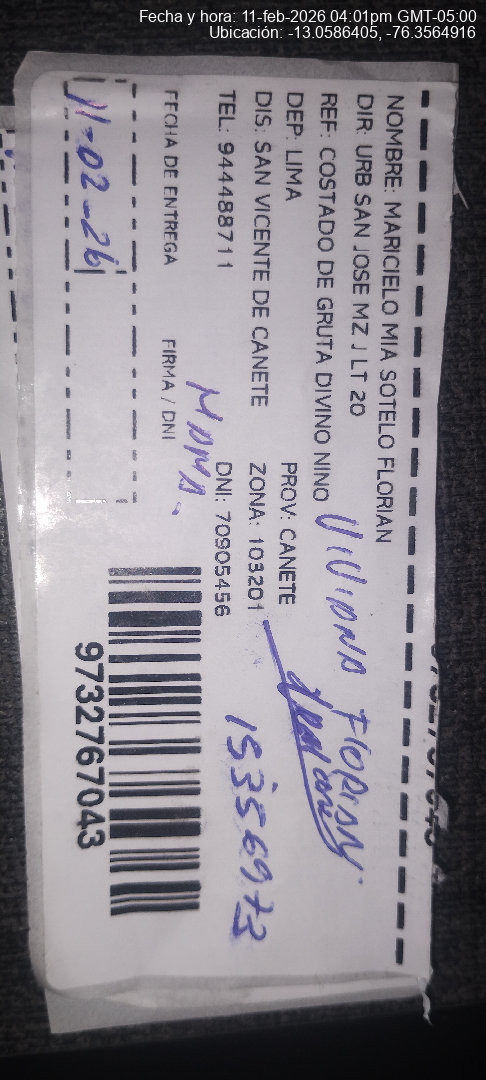 Fecha y hora: 11-feb-2026 04:01pm GMT-05:00
Ubicación: -13.0586405, -76.3564916
NOMBRE: MARICIELO MIA SOTELO FLORIAN
DIR: URB SAN JOSE MZ J LT 20
REF: COSTADO DE GRUTA DIVINO NINO
VIVIANA FLORIAN
DEP: LIMA
PROV: CANETE
DIS: SAN VICENTE DE CANETE
ZONA: 103201
TEL: 944488711
DNI: 70905456
15356973
MAMA.
FECHA DE ENTREGA
FIRMA / DNI
11-02-26
9732767043